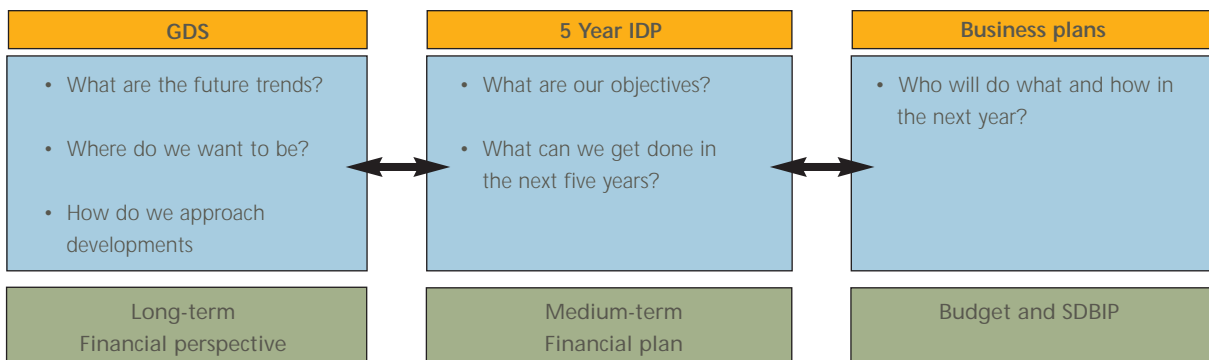 GDS
• What are the future trends?
• Where do we want to be?
• How do we approach
developments
Long-term
Financial perspective
5 Year IDP
• What are our objectives?
• What can we get done in
the next five years?
Medium-term
Financial plan
Business plans
• Who will do what and how in
the next year?
Budget and SDBIP